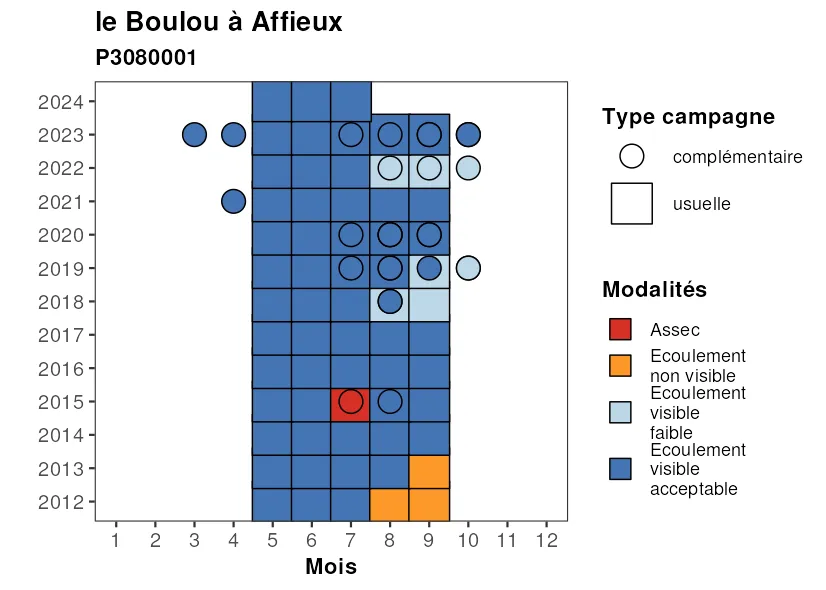 le Boulou à Affieux
P3080001
2024
2023
2022
2021
2020
2019
2018
2017
2016
2015
2014
2013
2012
1 2 3 4 5 6 7 8 9 10 11 12
Mois
Type campagne
complémentaire
usuelle
Modalités
Assec
Ecoulement
non visible
Ecoulement
visible
faible
Ecoulement
visible
acceptable